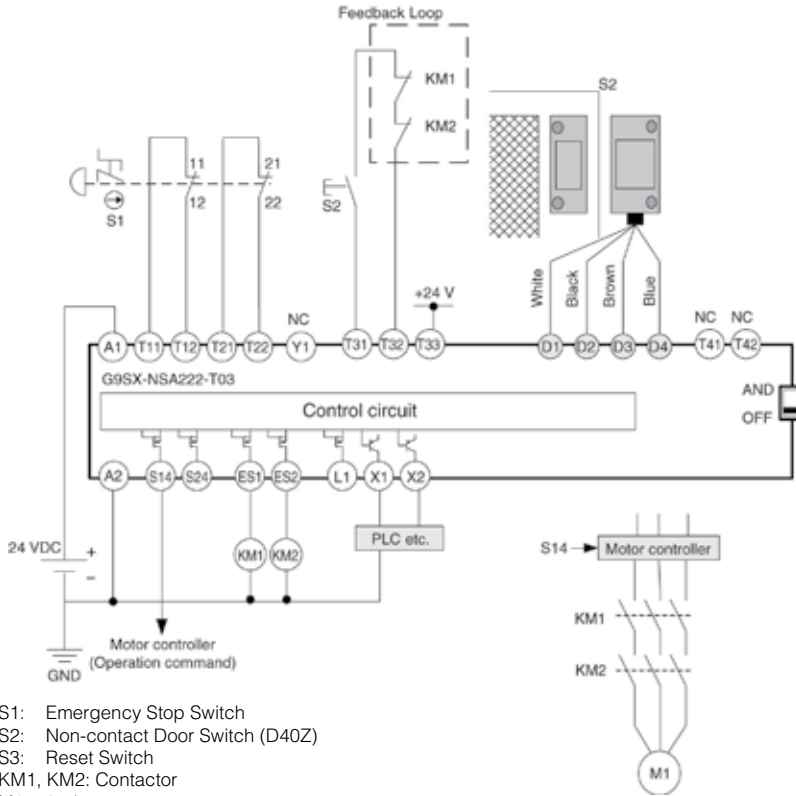 Feedback Loop
KM1
KM2
S2
11
21
12
22
S1
S2
White
Black
Brown
Blue
+24 V
NC
NC
NC
A1
T11
T12
T21
T22
Y1
T31
T32
T33
D1
D2
D3
D4
T41
T42
G9SX-NSA222-T03
Control circuit
AND
OFF
A2
S14
S24
ES1
ES2
L1
X1
X2
24 VDC
+
–
KM1
KM2
PLC etc.
S14
Motor controller
Motor controller
(Operation command)
GND
KM1
KM2
M1
S1: Emergency Stop Switch
S2: Non-contact Door Switch (D40Z)
S3: Reset Switch
KM1, KM2: Contactor